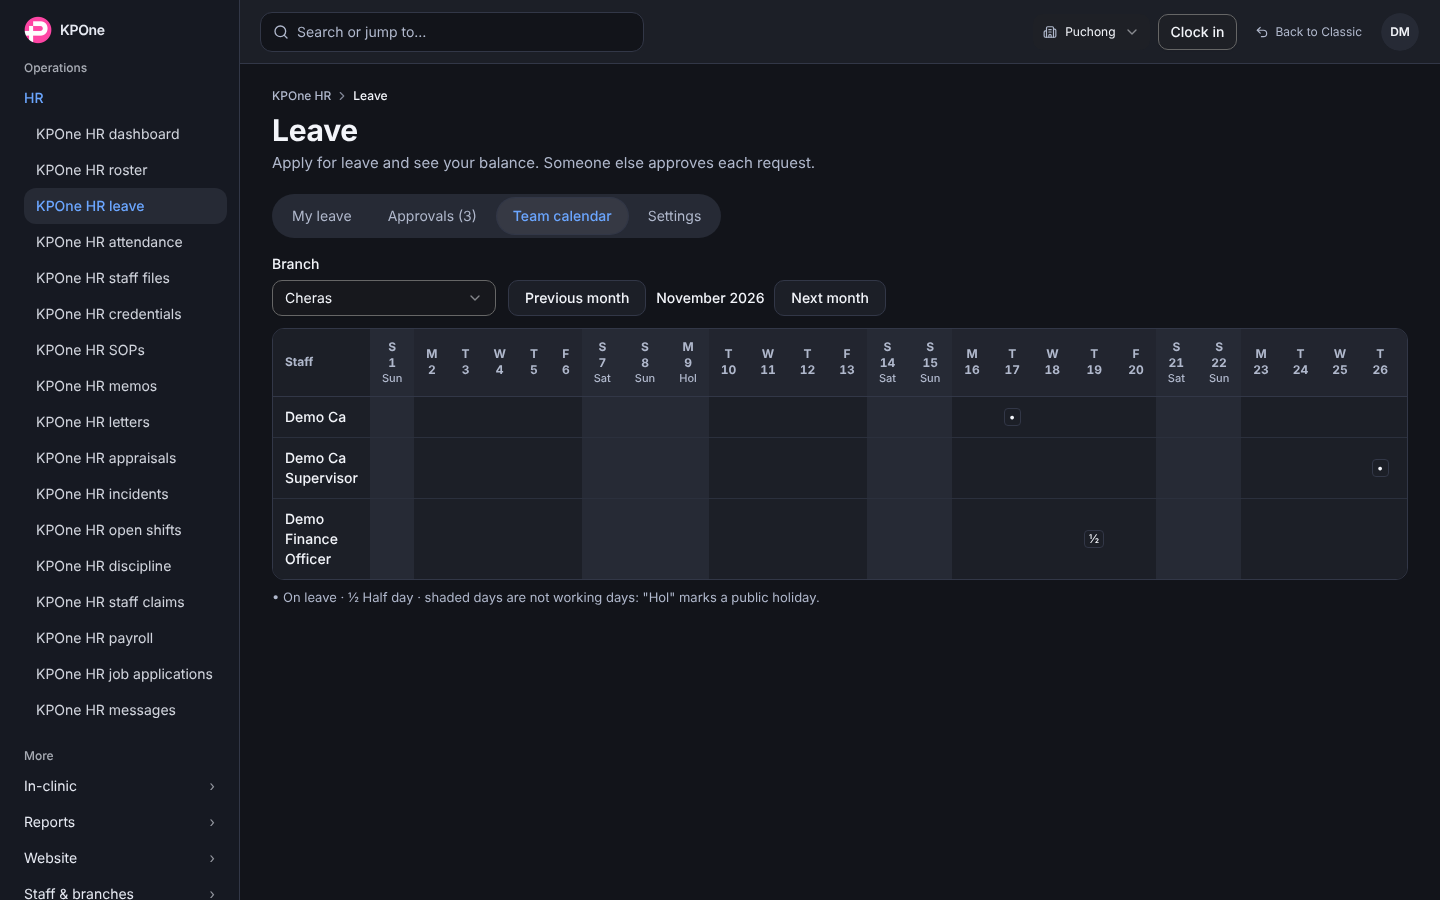 KPOne
Search or jump to...
Puchong
Clock in
Back to Classic
DM
Operations
HR
KPOne HR dashboard
KPOne HR roster
KPOne HR leave
KPOne HR attendance
KPOne HR staff files
KPOne HR credentials
KPOne HR SOPs
KPOne HR memos
KPOne HR letters
KPOne HR appraisals
KPOne HR incidents
KPOne HR open shifts
KPOne HR discipline
KPOne HR staff claims
KPOne HR payroll
KPOne HR job applications
KPOne HR messages
More
In-clinic
Reports
Website
Staff & branches
KPOne HR > Leave
Leave
Apply for leave and see your balance. Someone else approves each request.
My leave Approvals (3) Team calendar Settings
Branch
Cheras Previous month November 2026 Next month
Staff S 1 Sun M 2 T 3 W 4 T 5 F 6 S 7 Sat S 8 Sun M 9 Hol T 10 W 11 T 12 F 13 S 14 Sat S 15 Sun M 16 T 17 W 18 T 19 F 20 S 21 Sat S 22 Sun M 23 T 24 W 25 T 26
Demo Ca •
Demo Ca
Supervisor •
Demo
Finance ½
Officer
• On leave · ½ Half day · shaded days are not working days: "Hol" marks a public holiday.